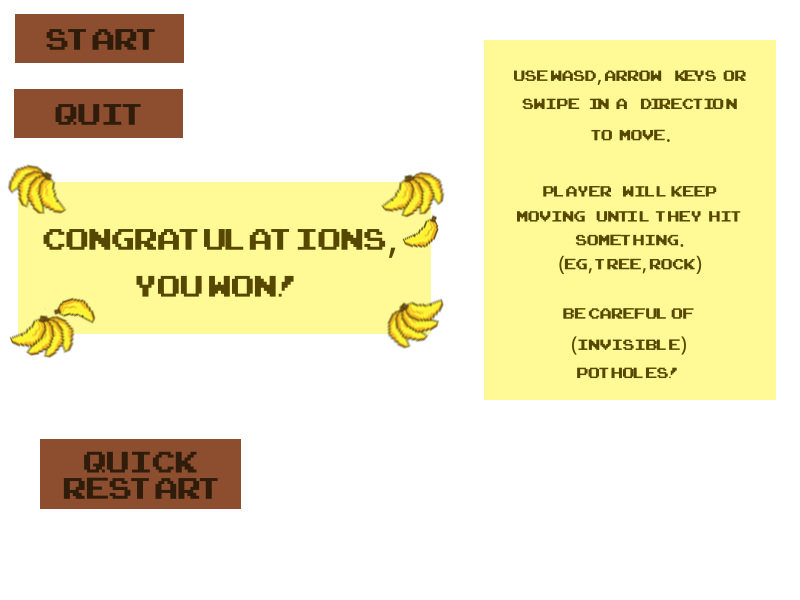 START
QUIT
CONGRATULATIONS,
YOU WON!
QUICK
RESTART
USE WASD, ARROW KEYS OR
SWIPE IN A DIRECTION
TO MOVE.
PLAYER WILL KEEP
MOVING UNTIL THEY HIT
SOMETHING.
(EG, TREE, ROCK)
BE CAREFUL OF
(INVISIBLE)
POTHOLES!